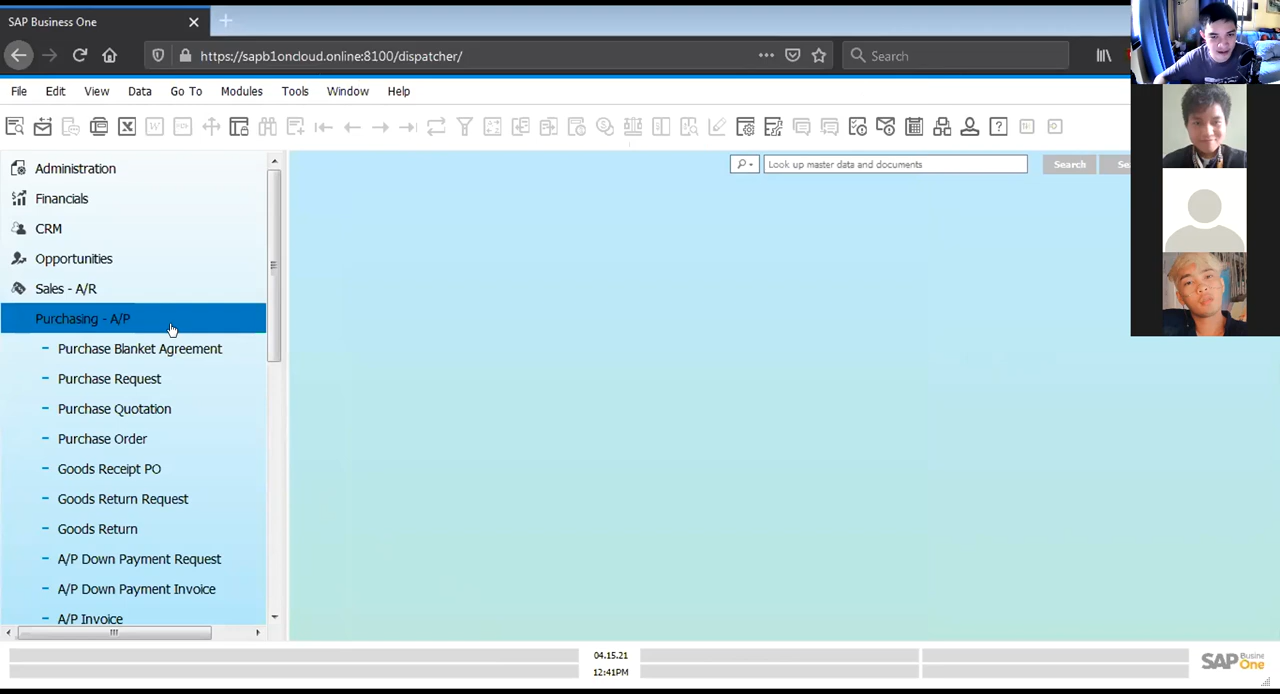 SAP Business One
https://sapb1oncloud.online:8100/dispatcher/
Search
File Edit View Data Go To Modules Tools Window Help
Administration
Look up master data and documents
Search
Financials
CRM
Opportunities
Sales - A/R
Purchasing - A/P
Purchase Blanket Agreement
Purchase Request
Purchase Quotation
Purchase Order
Goods Receipt PO
Goods Return Request
Goods Return
A/P Down Payment Request
A/P Down Payment Invoice
A/P Invoice
04.15.21
12:41PM
SAP Busine
One